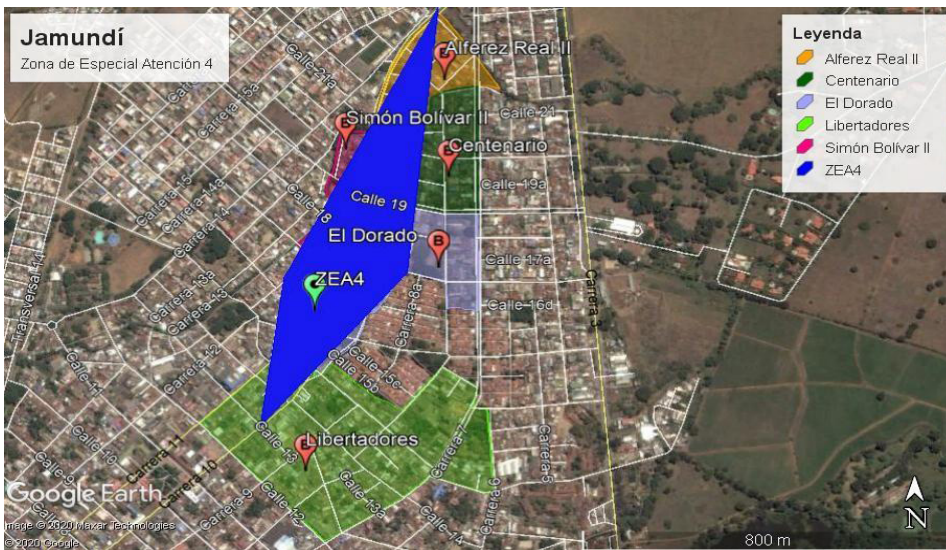 Jamundí
Zona de Especial Atención 4
Leyenda
Alferez Real II
Centenario
El Dorado
Libertadores
Simón Bolívar II
ZEA4
Alferez Real II
Calle 21a
Carrera 15a
Simón Bolívar II
Calle 21
Centenario
Carrera 15
Carrera 14a
Carrera 14
Calle 18
Calle 19
Calle 19a
El Dorado
B
Calle 17a
Transversal 14
Carrera 13a
Carrera 13
ZEA4
Carrera 8a
Calle 16d
Carrera 3
Carrera 12
Calle 11
Calle 15c
Calle 15b
Carrera 11
Carrera 10
Calle 10
Calle 9
Calle 13
Libertadores
Carrera 7
Carrera 5
Carrera 6
Calle 13a
Carrera 9
Calle 12
Calle 14
Google Earth
Image © 2020 Maxar Technologies
© 2020 Google
N
800 m